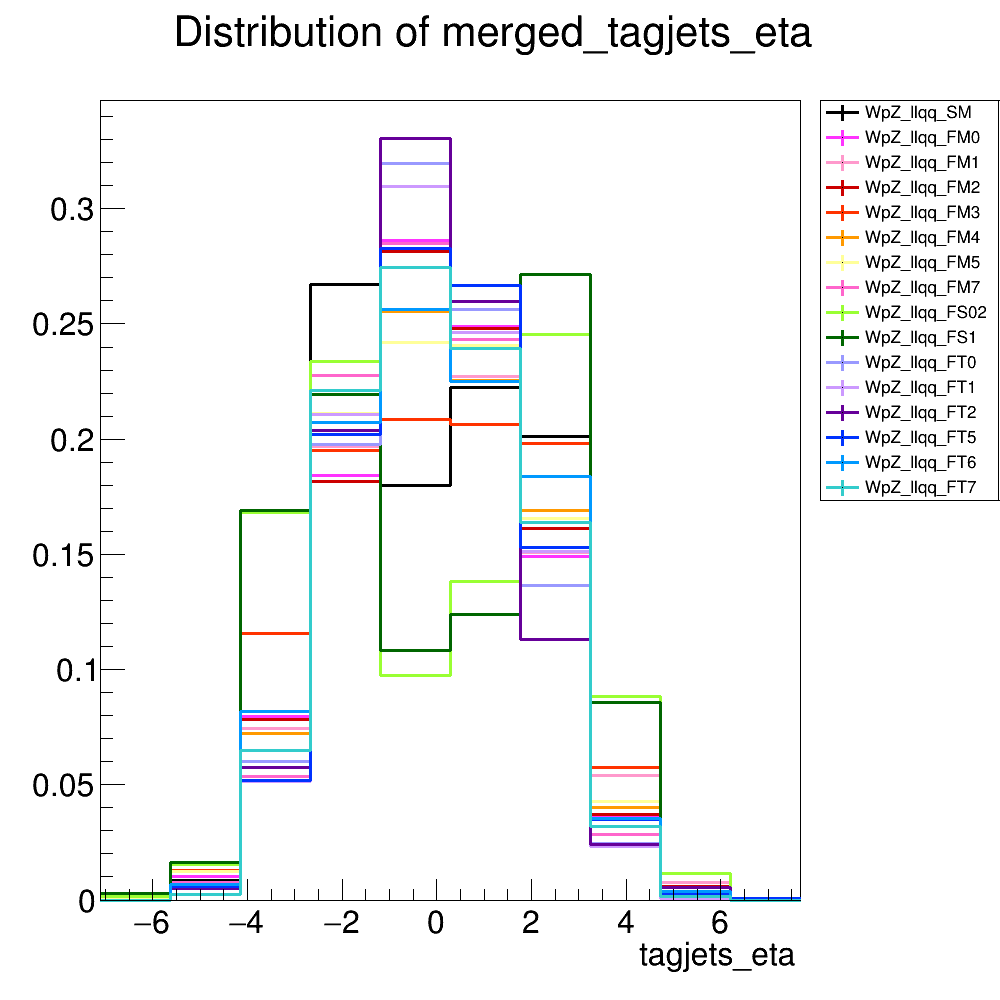 Distribution of merged_tagjets_eta
WpZ_llqq_SM
WpZ_llqq_FM0
WpZ_llqq_FM1
WpZ_llqq_FM2
WpZ_llqq_FM3
WpZ_llqq_FM4
WpZ_llqq_FM5
WpZ_llqq_FM7
WpZ_llqq_FS02
WpZ_llqq_FS1
WpZ_llqq_FT0
WpZ_llqq_FT1
WpZ_llqq_FT2
WpZ_llqq_FT5
WpZ_llqq_FT6
WpZ_llqq_FT7
0.3
0.25
0.2
0.15
0.1
0.05
0
−6 −4 −2 0 2 4 6
tagjets_eta